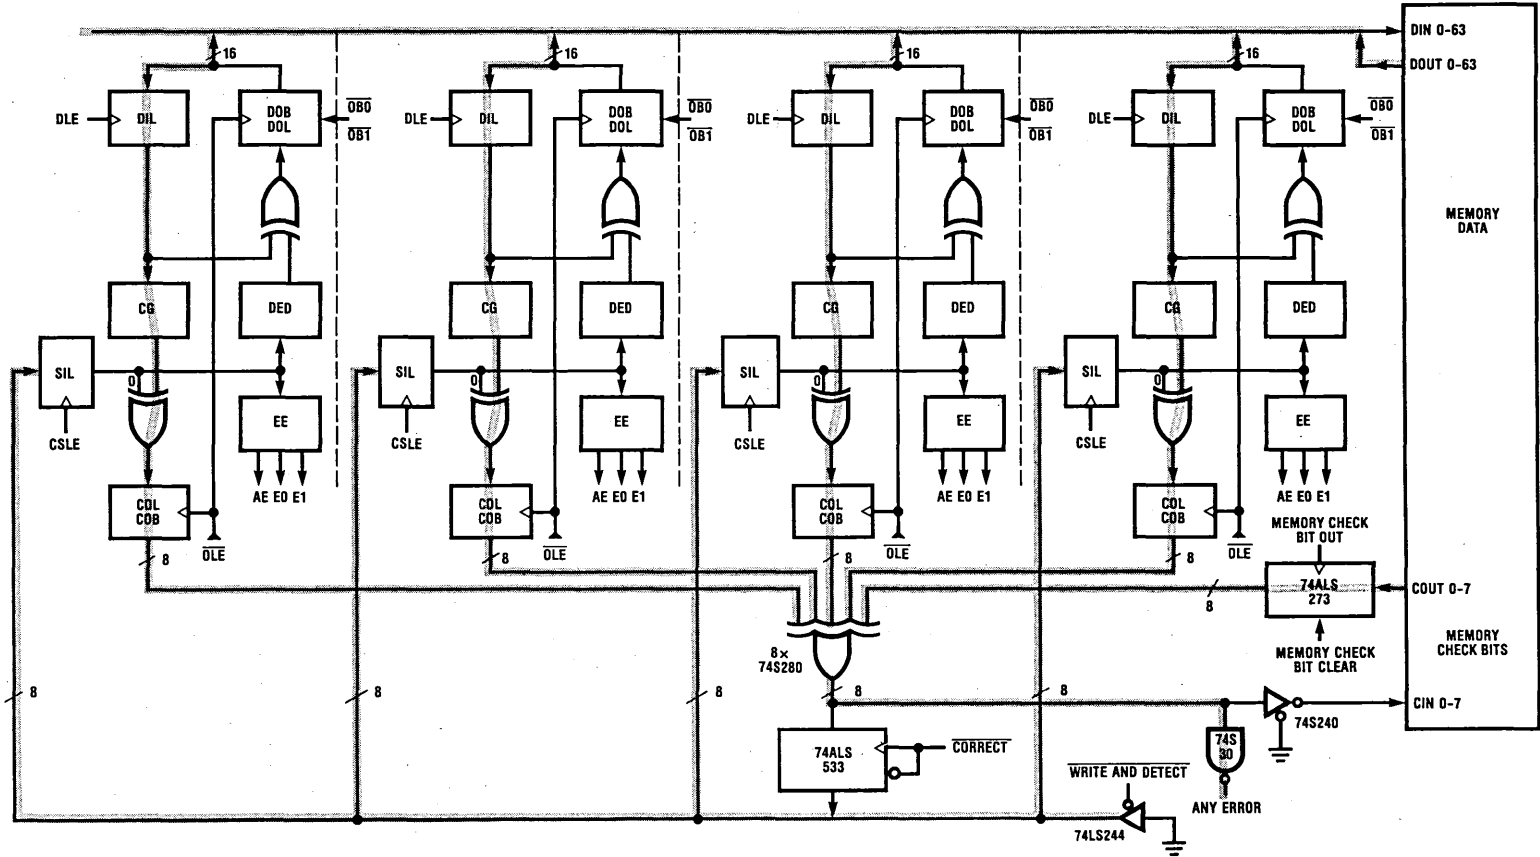 DIN 0-63
16
16
16
16
DOUT 0-63
DLE
DIL
DOB
DOL
OB0
OB1
DLE
DIL
DOB
DOL
OB0
OB1
DLE
DIL
DOB
DOL
OB0
OB1
DLE
DIL
DOB
DOL
OB0
OB1
MEMORY
DATA
CG
DED
CG
DED
CG
DED
CG
DED
SIL
0
SIL
0
SIL
0
SIL
0
CSLE
EE
CSLE
EE
CSLE
EE
CSLE
EE
AE E0 E1
AE E0 E1
AE E0 E1
AE E0 E1
COL
COB
COL
COB
COL
COB
COL
COB
OLE
OLE
OLE
OLE
8
8
8
8
MEMORY CHECK
BIT OUT
74ALS
273
COUT 0-7
8
MEMORY CHECK
BIT CLEAR
MEMORY
CHECK BITS
8×
74S280
8
8
8
8
8
CIN 0-7
74S240
74ALS
533
CORRECT
74S
30
WRITE AND DETECT
ANY ERROR
74LS244